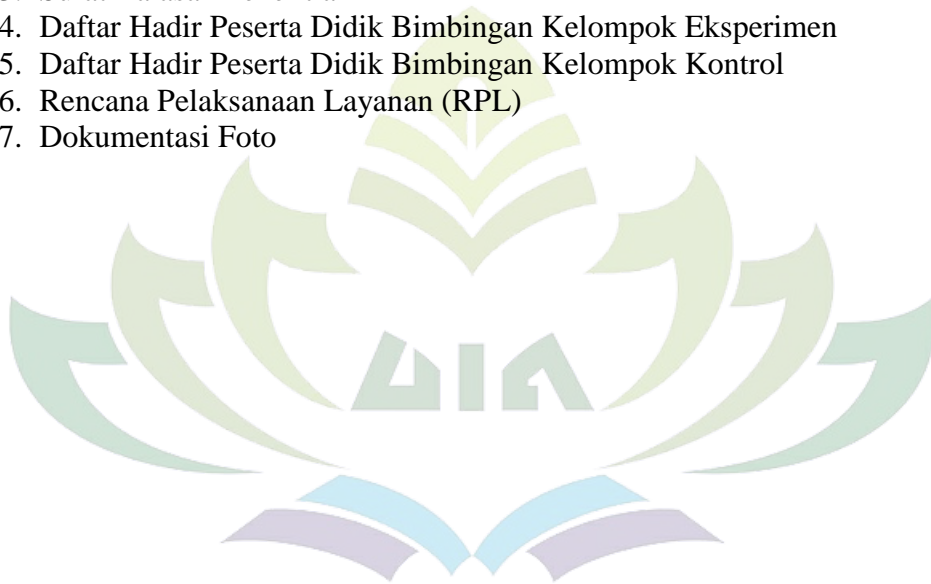 4. Daftar Hadir Peserta Didik Bimbingan Kelompok Eksperimen
5. Daftar Hadir Peserta Didik Bimbingan Kelompok Kontrol
6. Rencana Pelaksanaan Layanan (RPL)
7. Dokumentasi Foto
UIN